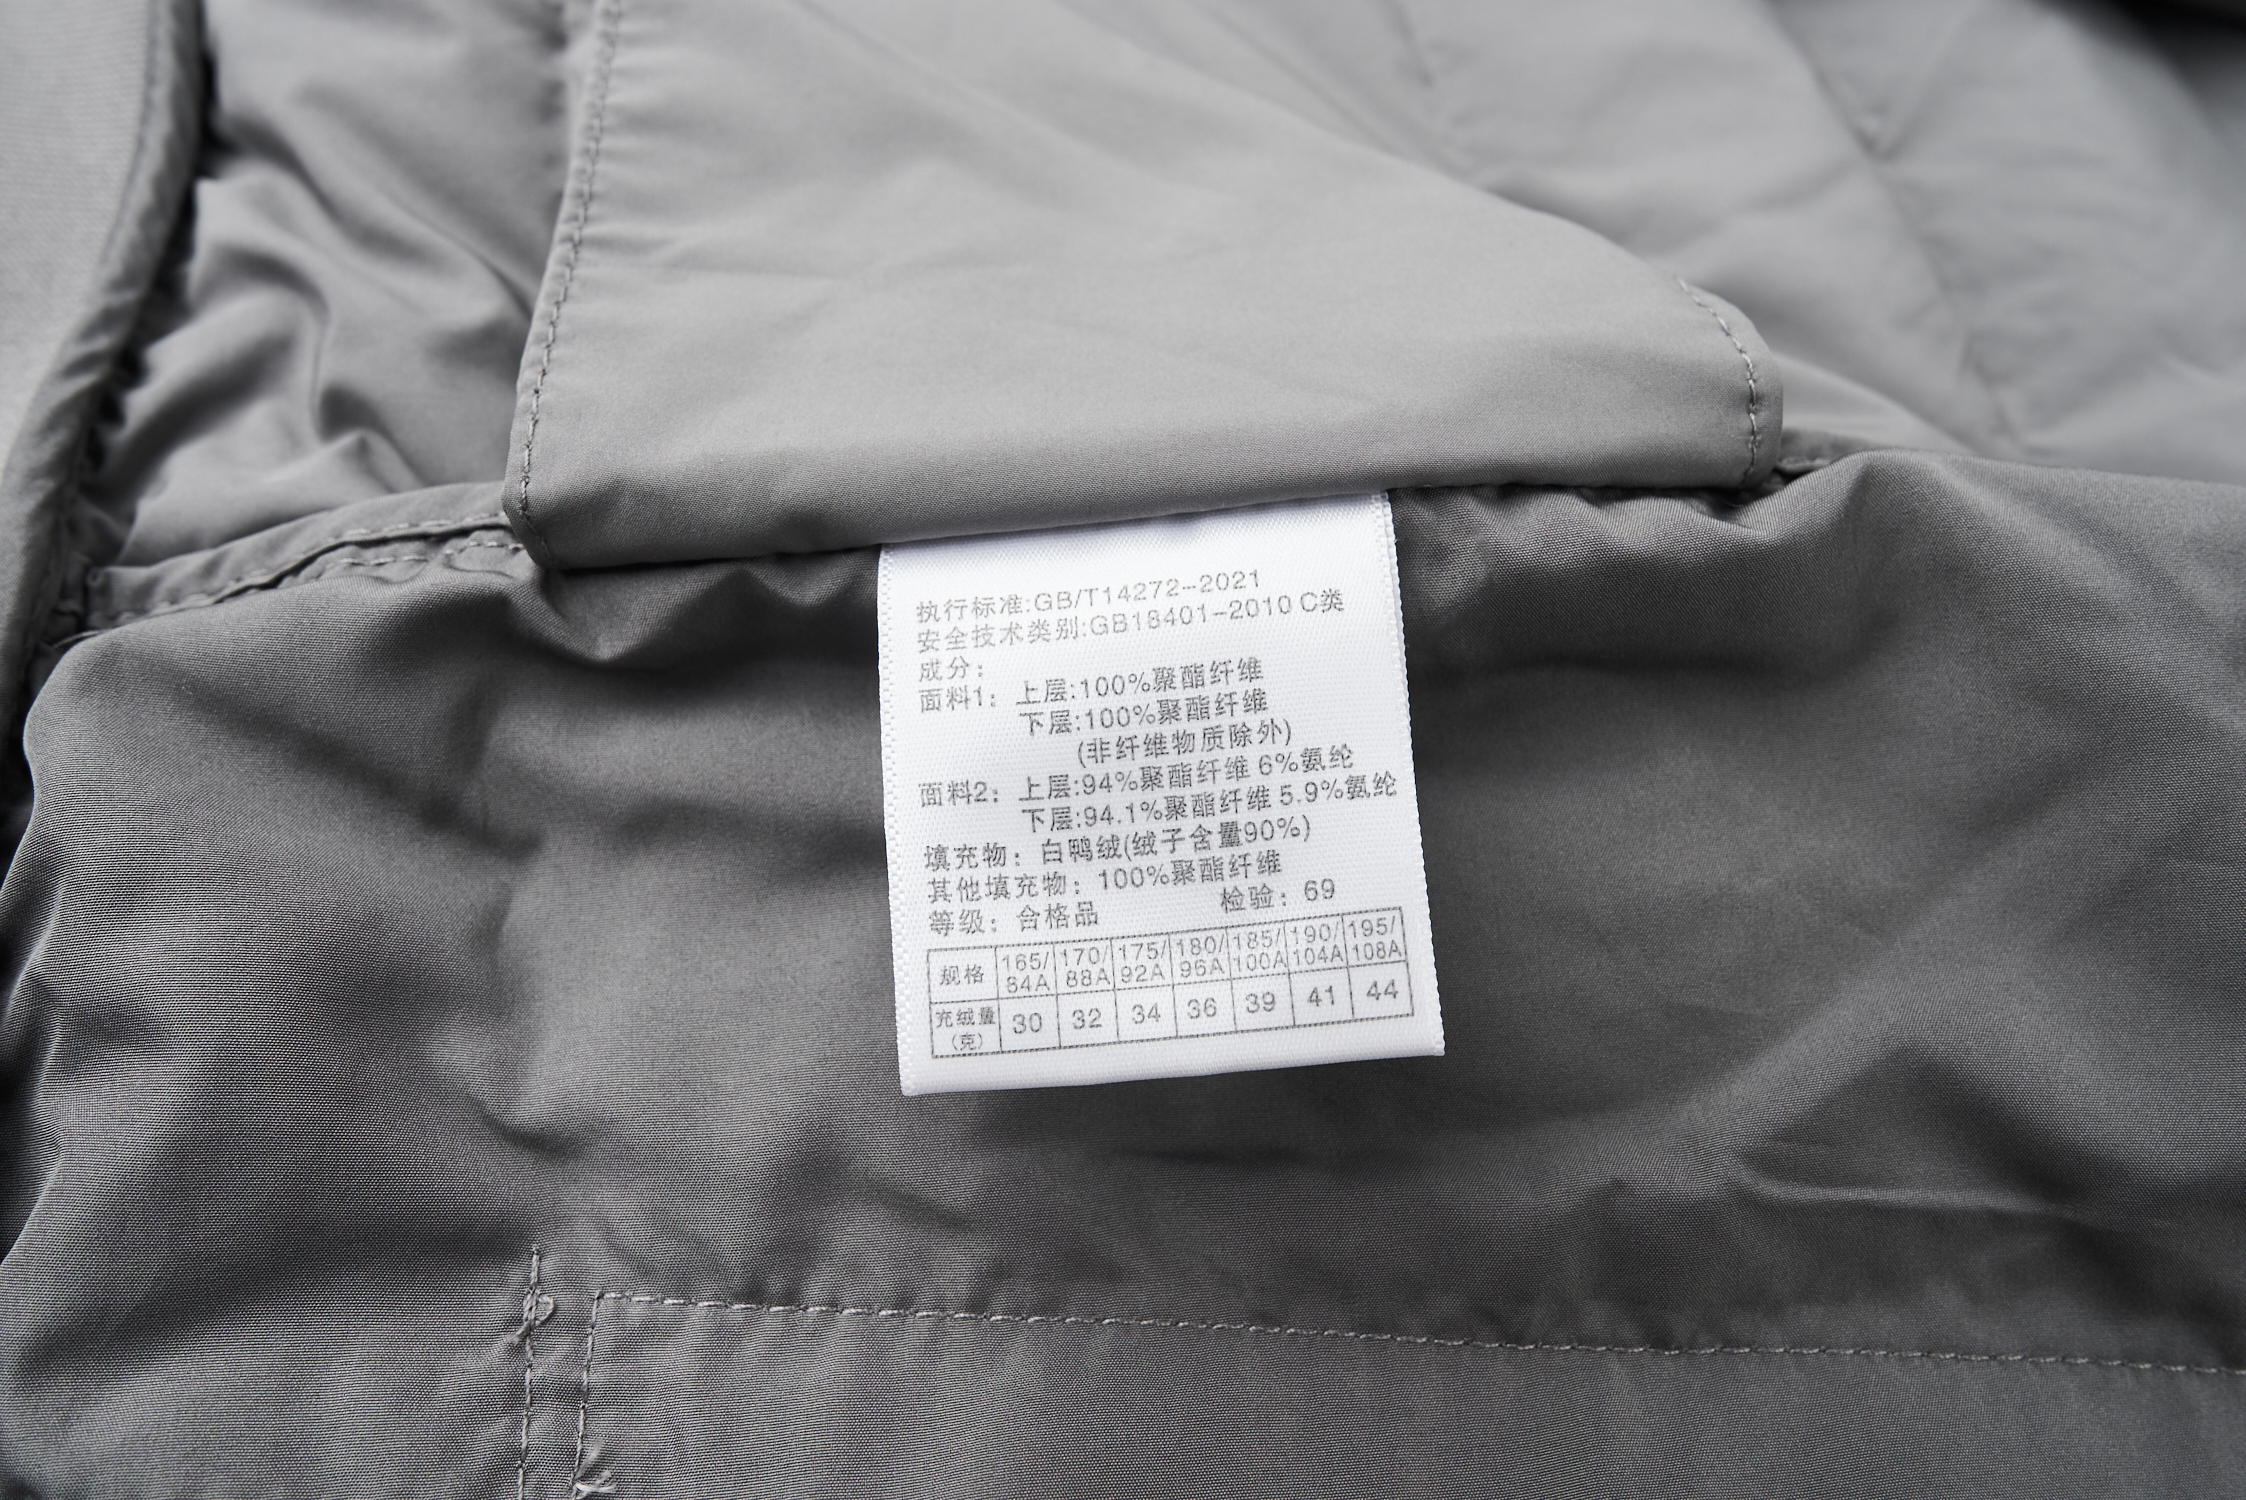 执行标准:GB/T14272-2021
安全技术类别:GB18401-2010 C类
成分:
面料1: 上层:100%聚酯纤维
下层:100%聚酯纤维
(非纤维物质除外)
面料2: 上层:94%聚酯纤维 6%氨纶
下层:94.1%聚酯纤维 5.9%氨纶
填充物: 白鸭绒(绒子含量90%)
其他填充物: 100%聚酯纤维
等级: 合格品 检验: 69
规格 165/84A 170/88A 175/92A 180/96A 185/100A 190/104A 195/108A
充绒量(克) 30 32 34 36 39 41 44